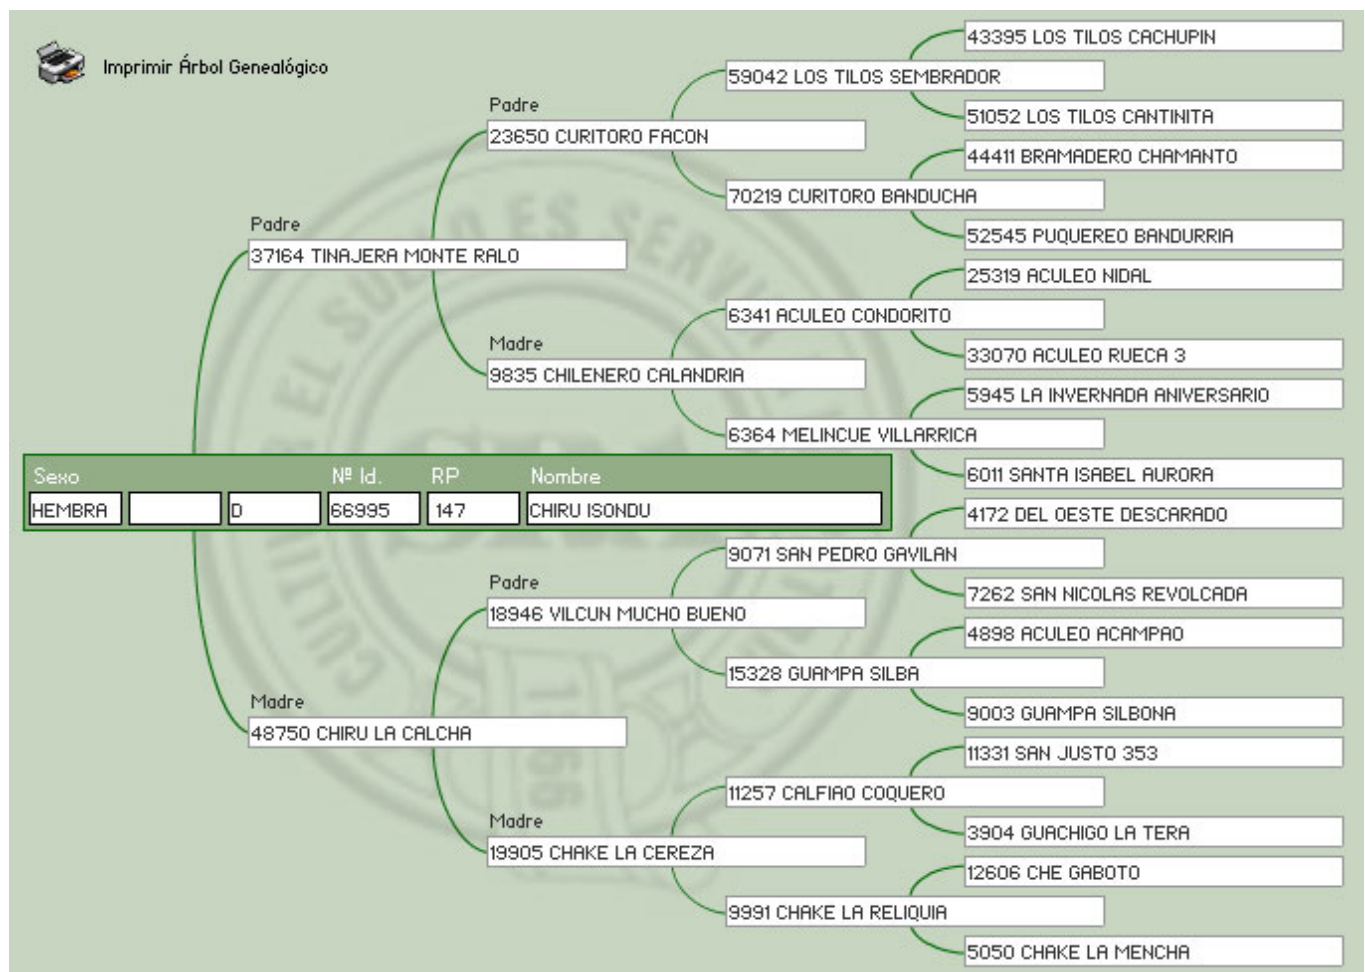 Imprimir Árbol Genealógico
43395 LOS TILOS CACHUPIN
59042 LOS TILOS SEMBRADOR
51052 LOS TILOS CANTINITA
Padre
23650 CURITORO FACON
44411 BRAMADERO CHAMANTO
70219 CURITORO BANDUCHA
52545 PUQUEREO BANDURRIA
Padre
37164 TINAJERA MONTE RALO
25319 ACULEO NIDAL
6341 ACULEO CONDORITO
33070 ACULEO RUECA 3
Madre
9835 CHILENERO CALANDRIA
5945 LA INVERNADA ANIVERSARIO
6364 MELINCUE VILLARRICA
6011 SANTA ISABEL AURORA
Sexo Nº Id. RP Nombre
HEMBRA D 66995 147 CHIRU ISONDU
4172 DEL OESTE DESCARADO
9071 SAN PEDRO GAVILAN
7262 SAN NICOLAS REVOLCADA
Padre
18946 VILCUN MUCHO BUENO
4898 ACULEO ACAMPAO
15328 GUAMPA SILBA
9003 GUAMPA SILBONA
Madre
48750 CHIRU LA CALCHA
11331 SAN JUSTO 353
11257 CALFIAO COQUERO
3904 GUACHIGO LA TERA
Madre
19905 CHAKE LA CEREZA
12606 CHE GABOTO
9991 CHAKE LA RELIQUIA
5050 CHAKE LA MENCHA
CULTIVAR EL SUELO ES SERVIR
1866